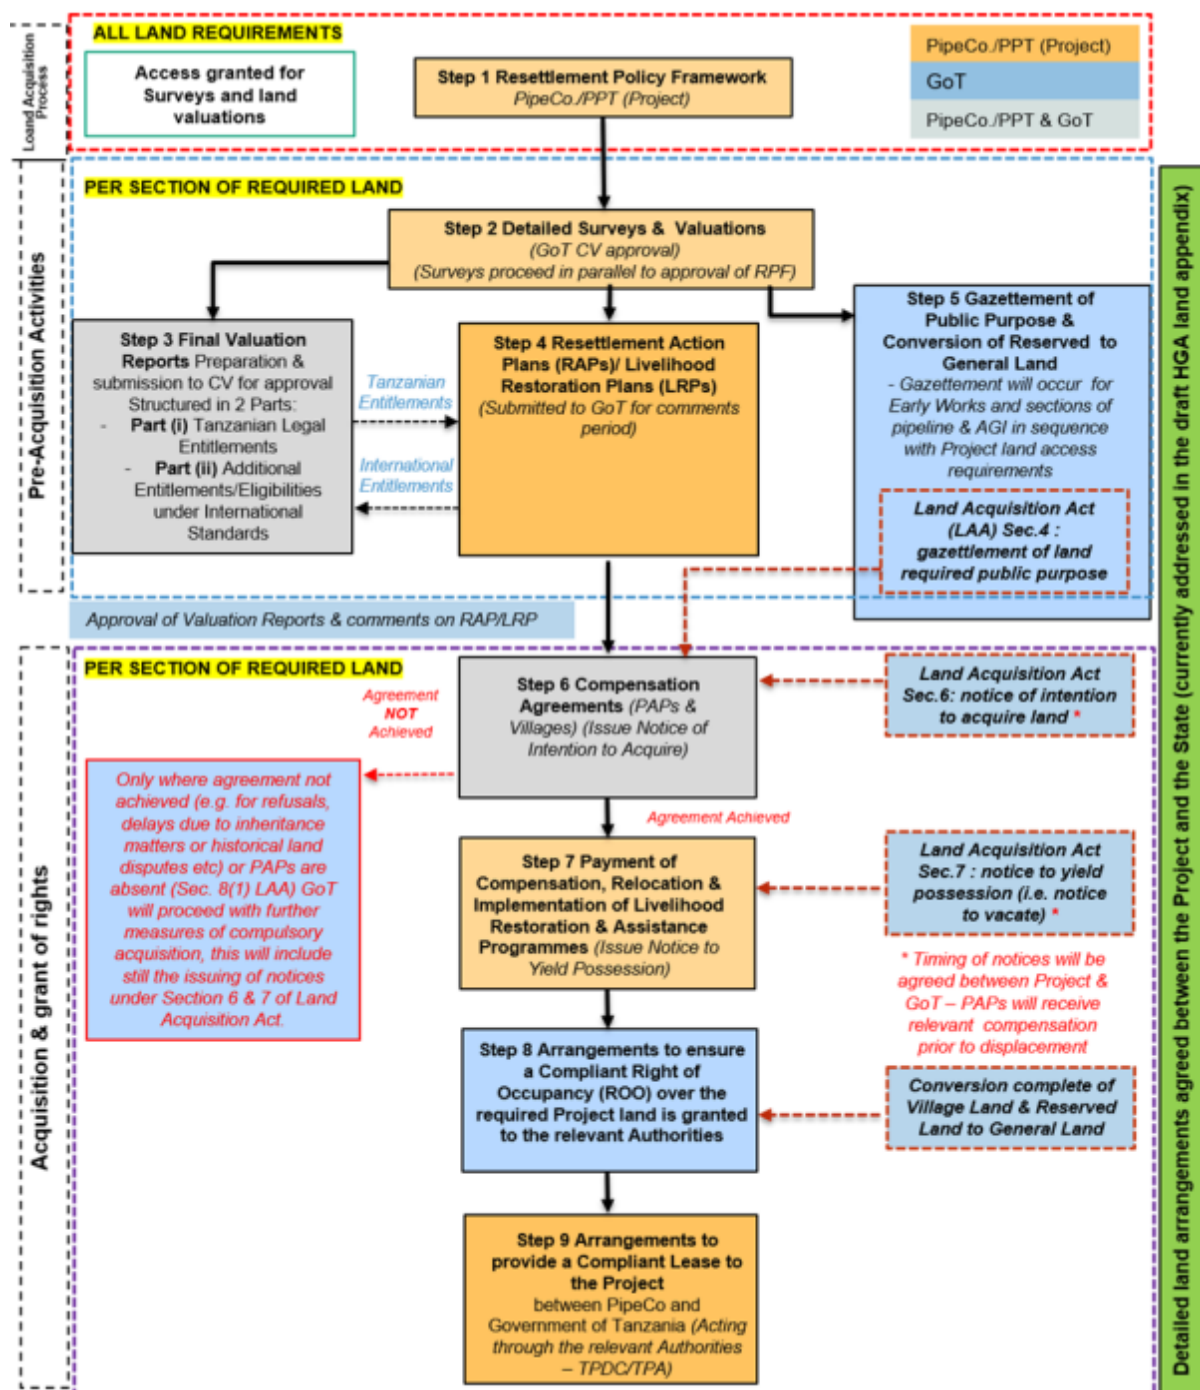 Loand Acquisition
Process
ALL LAND REQUIREMENTS
Access granted for
Surveys and land
valuations
Step 1 Resettlement Policy Framework
PipeCo./PPT (Project)
PipeCo./PPT (Project)
GoT
PipeCo./PPT & GoT
Pre-Acquisition Activities
PER SECTION OF REQUIRED LAND
Step 2 Detailed Surveys & Valuations
(GoT CV approval)
(Surveys proceed in parallel to approval of RPF)
Step 3 Final Valuation
Reports Preparation &
submission to CV for approval
Structured in 2 Parts:
- Part (i) Tanzanian Legal
Entitlements
- Part (ii) Additional
Entitlements/Eligibilities
under International
Standards
Tanzanian
Entitlements
International
Entitlements
Step 4 Resettlement Action
Plans (RAPs)/ Livelihood
Restoration Plans (LRPs)
(Submitted to GoT for comments
period)
Step 5 Gazettement of
Public Purpose &
Conversion of Reserved to
General Land
- Gazettement will occur for
Early Works and sections of
pipeline & AGI in sequence
with Project land access
requirements
Land Acquisition Act
(LAA) Sec.4 :
gazettlement of land
required public purpose
Approval of Valuation Reports & comments on RAP/LRP
Acquisition & grant of rights
PER SECTION OF REQUIRED LAND
Agreement
NOT
Achieved
Step 6 Compensation
Agreements (PAPs &
Villages) (Issue Notice of
Intention to Acquire)
Land Acquisition Act
Sec.6: notice of intention
to acquire land *
Only where agreement not
achieved (e.g. for refusals,
delays due to inheritance
matters or historical land
disputes etc) or PAPs are
absent (Sec. 8(1) LAA) GoT
will proceed with further
measures of compulsory
acquisition, this will include
still the issuing of notices
under Section 6 & 7 of Land
Acquisition Act.
Agreement Achieved
Step 7 Payment of
Compensation, Relocation &
Implementation of Livelihood
Restoration & Assistance
Programmes (Issue Notice to
Yield Possession)
Land Acquisition Act
Sec.7 : notice to yield
possession (i.e. notice
to vacate) *
* Timing of notices will be
agreed between Project &
GoT – PAPs will receive
relevant compensation
prior to displacement
Step 8 Arrangements to ensure
a Compliant Right of
Occupancy (ROO) over the
required Project land is granted
to the relevant Authorities
Conversion complete of
Village Land & Reserved
Land to General Land
Step 9 Arrangements to
provide a Compliant Lease to
the Project
between PipeCo and
Government of Tanzania (Acting
through the relevant Authorities
– TPDC/TPA)
Detailed land arrangements agreed between the Project and the State (currently addressed in the draft HGA land appendix)